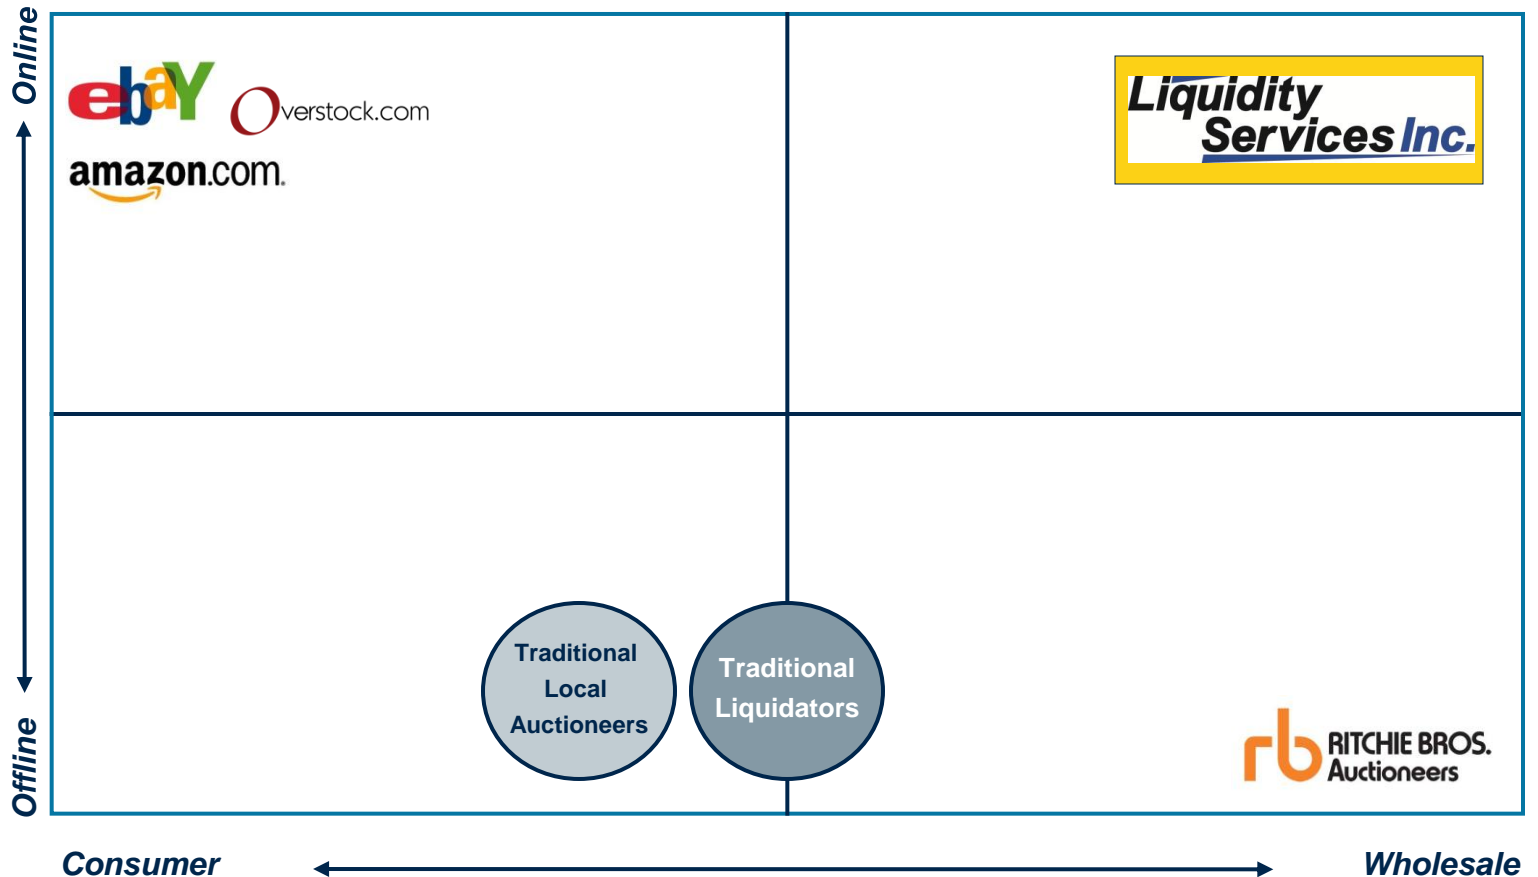 Online
ebaY
Overstock.com
amazon.com.
Liquidity
Services Inc.
Traditional
Local
Auctioneers
Traditional
Liquidators
rb
RITCHIE BROS.
Auctioneers
Offline
Consumer
Wholesale